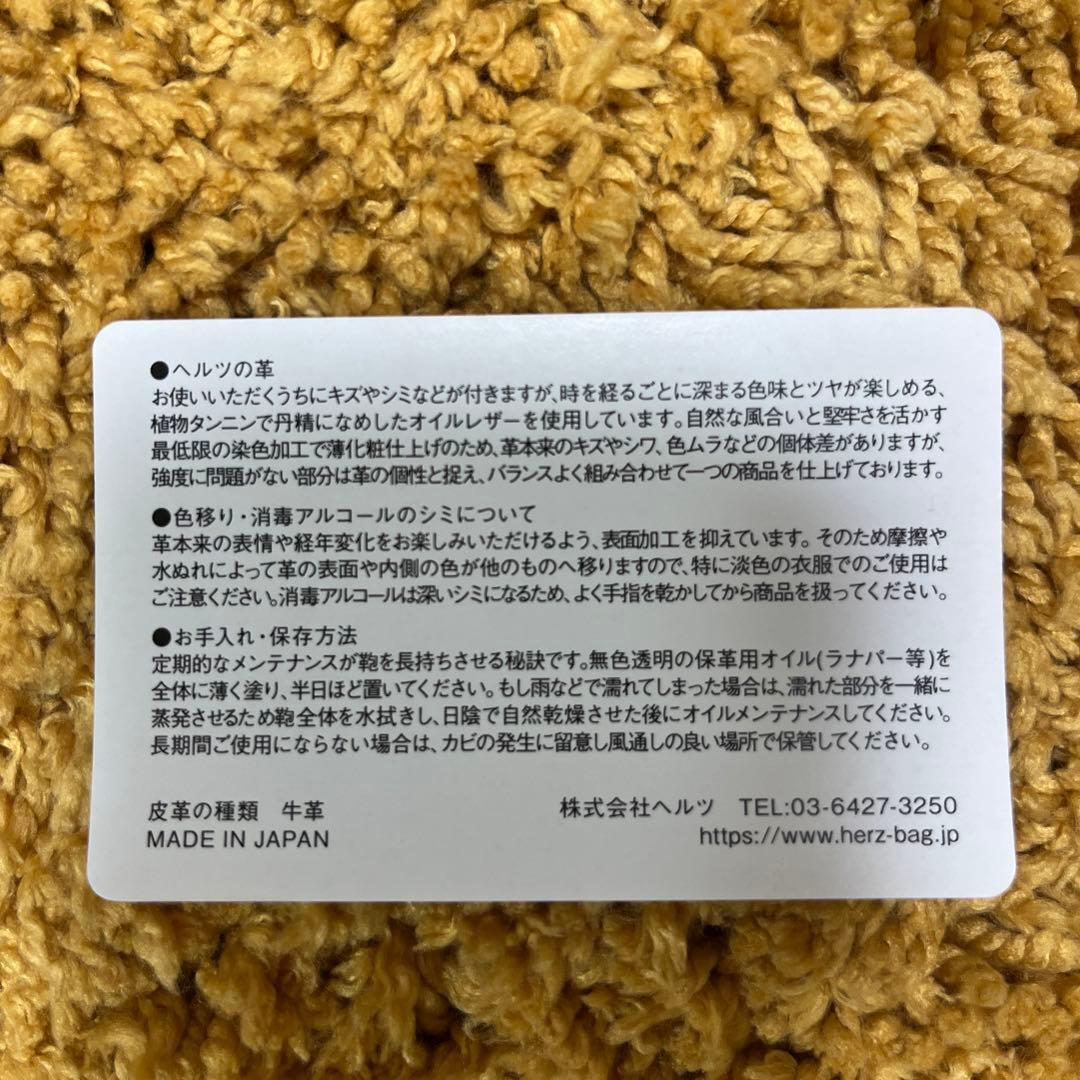 ●ヘルツの革
お使いいただくうちにキズやシミなどが付きますが、時を経るごとに深まる色味とツヤが楽しめる、
植物タンニンで丹精になめしたオイルレザーを使用しています。自然な風合いと堅牢さを活かす
最低限の染色加工で薄化粧仕上げのため、革本来のキズやシワ、色ムラなどの個体差がありますが、
強度に問題がない部分は革の個性と捉え、バランスよく組み合わせて一つの商品を仕上げております。
●色移り・消毒アルコールのシミについて
革本来の表情や経年変化をお楽しみいただけるよう、表面加工を抑えています。そのため摩擦や
水ぬれによって革の表面や内側の色が他のものへ移りますので、特に淡色の衣服でのご使用は
ご注意ください。消毒アルコールは深いシミになるため、よく手指を乾かしてから商品を扱ってください。
●お手入れ・保存方法
定期的なメンテナンスが鞄を長持ちさせる秘訣です。無色透明の保革用オイル(ラナパー等)を
全体に薄く塗り、半日ほど置いてください。もし雨などで濡れてしまった場合は、濡れた部分を一緒に
蒸発させるため鞄全体を水拭きし、日陰で自然乾燥させた後にオイルメンテナンスしてください。
長期間ご使用にならない場合は、カビの発生に留意し風通しの良い場所で保管してください。
皮革の種類 牛革
MADE IN JAPAN
株式会社ヘルツ TEL:03-6427-3250
https://www.herz-bag.jp